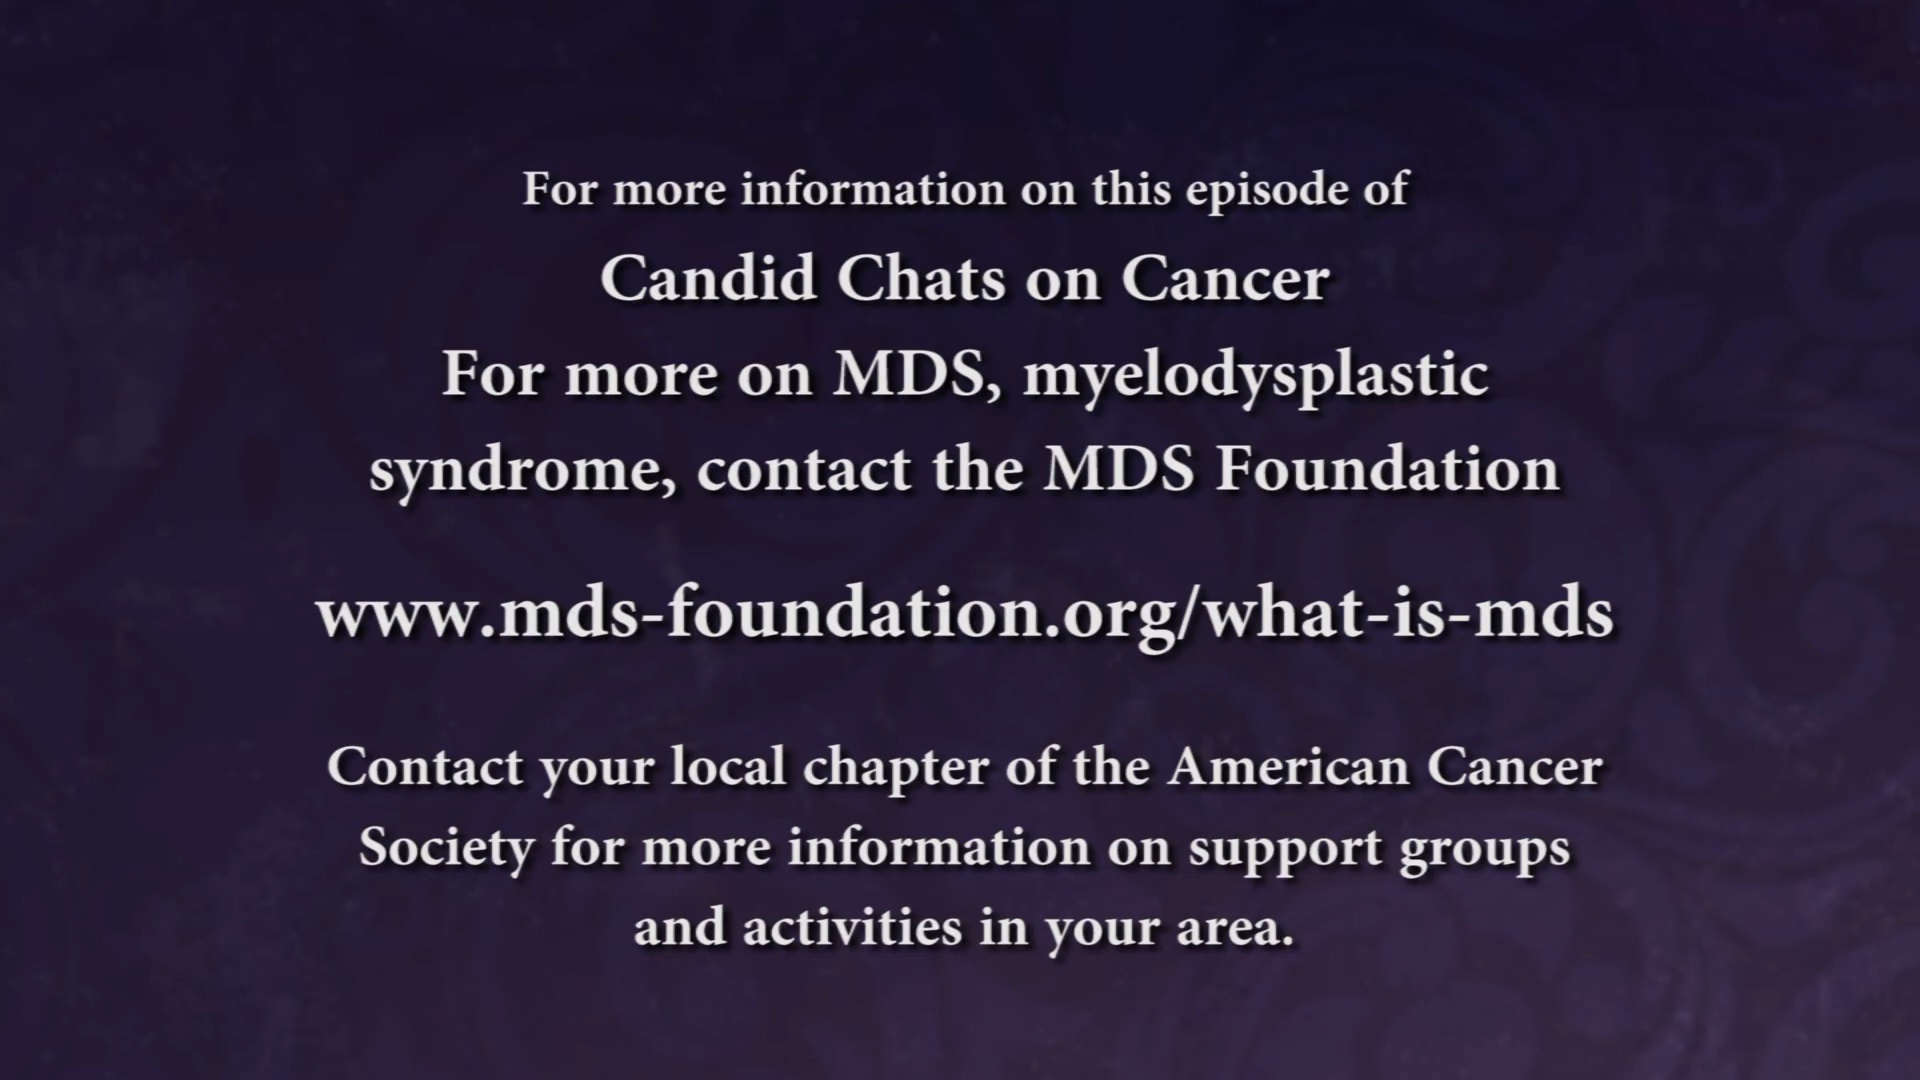 For more information on this episode of
Candid Chats on Cancer
For more on MDS, myelodysplastic
syndrome, contact the MDS Foundation
www.mds-foundation.org/what-is-mds
Contact your local chapter of the American Cancer
Society for more information on support groups
and activities in your area.